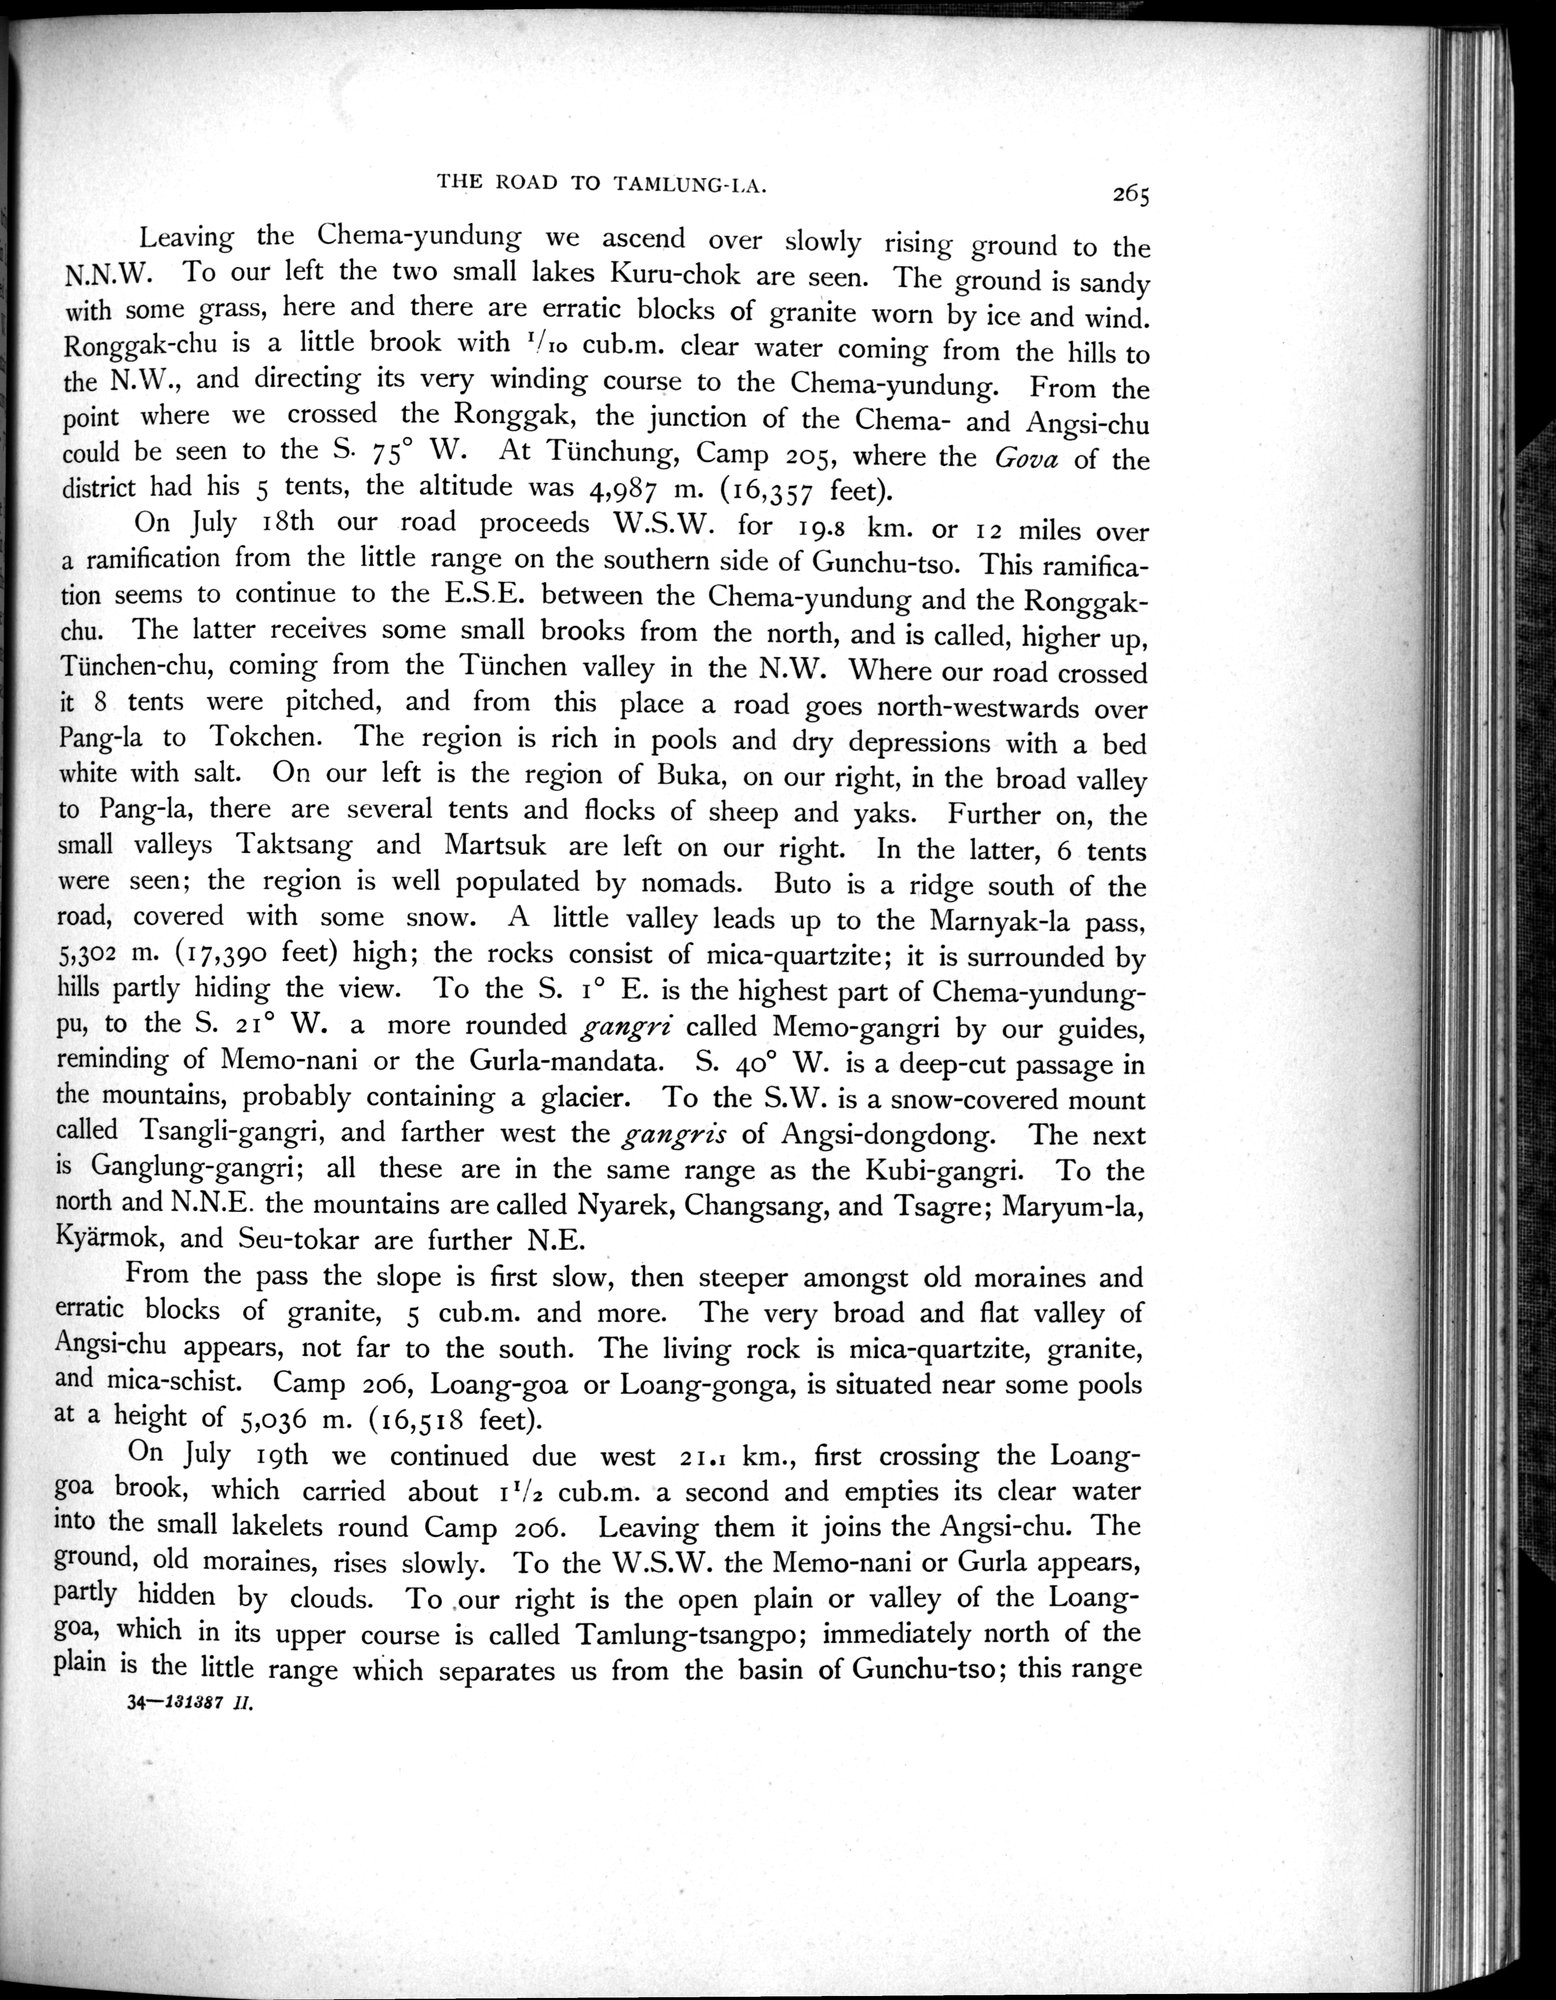 THE ROAD TO TAMLUNG-LA.
265
Leaving the Chema-yundung we ascend over slowly rising ground to the
N.N.W. To our left the two small lakes Kuru-chok are seen. The ground is sandy
with some grass, here and there are erratic blocks of granite worn by ice and wind.
Ronggak-chu is a little brook with 1/10 cub.m. clear water coming from the hills to
the N.W., and directing its very winding course to the Chema-yundung. From the
point where we crossed the Ronggak, the junction of the Chema- and Angsi-chu
could be seen to the S. 75° W. At Tünchung, Camp 205, where the Gova of the
district had his 5 tents, the altitude was 4,987 m. (16,357 feet).
On July 18th our road proceeds W.S.W. for 19.8 km. or 12 miles over
a ramification from the little range on the southern side of Gunchu-tso. This ramifica-
tion seems to continue to the E.S.E. between the Chema-yundung and the Ronggak-
chu. The latter receives some small brooks from the north, and is called, higher up,
Tünchen-chu, coming from the Tünchen valley in the N.W. Where our road crossed
it 8 tents were pitched, and from this place a road goes north-westwards over
Pang-la to Tokchen. The region is rich in pools and dry depressions with a bed
white with salt. On our left is the region of Buka, on our right, in the broad valley
to Pang-la, there are several tents and flocks of sheep and yaks. Further on, the
small valleys Taktsang and Martsuk are left on our right. In the latter, 6 tents
were seen; the region is well populated by nomads. Buto is a ridge south of the
road, covered with some snow. A little valley leads up to the Marnyak-la pass,
5,302 m. (17,390 feet) high; the rocks consist of mica-quartzite; it is surrounded by
hills partly hiding the view. To the S. 1° E. is the highest part of Chema-yundung-
pu, to the S. 21° W. a more rounded gangri called Memo-gangri by our guides,
reminding of Memo-nani or the Gurla-mandata. S. 40° W. is a deep-cut passage in
the mountains, probably containing a glacier. To the S.W. is a snow-covered mount
called Tsangli-gangri, and farther west the gangris of Angsi-dongdong. The next
is Ganglung-gangri; all these are in the same range as the Kubi-gangri. To the
north and N.N.E. the mountains are called Nyarek, Changsang, and Tsagre; Maryum-la,
Kyärmok, and Seu-tokar are further N.E.
From the pass the slope is first slow, then steeper amongst old moraines and
erratic blocks of granite, 5 cub.m. and more. The very broad and flat valley of
Angsi-chu appears, not far to the south. The living rock is mica-quartzite, granite,
and mica-schist. Camp 206, Loang-goa or Loang-gonga, is situated near some pools
at a height of 5,036 m. (16,518 feet).
On July 19th we continued due west 21.1 km., first crossing the Loang-
goa brook, which carried about 1 1/2 cub.m. a second and empties its clear water
into the small lakelets round Camp 206. Leaving them it joins the Angsi-chu. The
ground, old moraines, rises slowly. To the W.S.W. the Memo-nani or Gurla appears,
partly hidden by clouds. To our right is the open plain or valley of the Loang-
goa, which in its upper course is called Tamlung-tsangpo; immediately north of the
plain is the little range which separates us from the basin of Gunchu-tso; this range
34—131387 II.